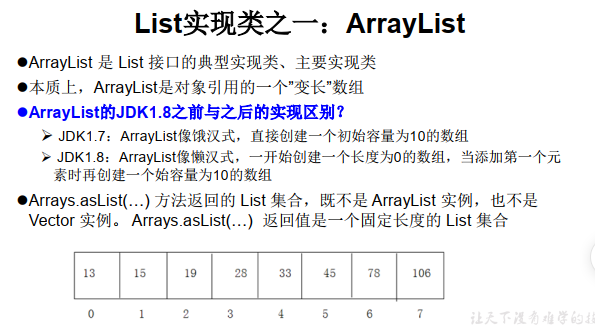 List实现类之一：ArrayList
●ArrayList 是 List 接口的典型实现类、主要实现类
●本质上，ArrayList是对象引用的一个”变长”数组
●ArrayList的JDK1.8之前与之后的实现区别？
➢ JDK1.7：ArrayList像饿汉式，直接创建一个初始容量为10的数组
➢ JDK1.8：ArrayList像懒汉式，一开始创建一个长度为0的数组，当添加第一个元
素时再创建一个始容量为10的数组
●Arrays.asList(…) 方法返回的 List 集合，既不是 ArrayList 实例，也不是
Vector 实例。 Arrays.asList(…) 返回值是一个固定长度的 List 集合
13 15 19 28 33 45 78 106
0 1 2 3 4 5 6 7
让天下没有难学的技